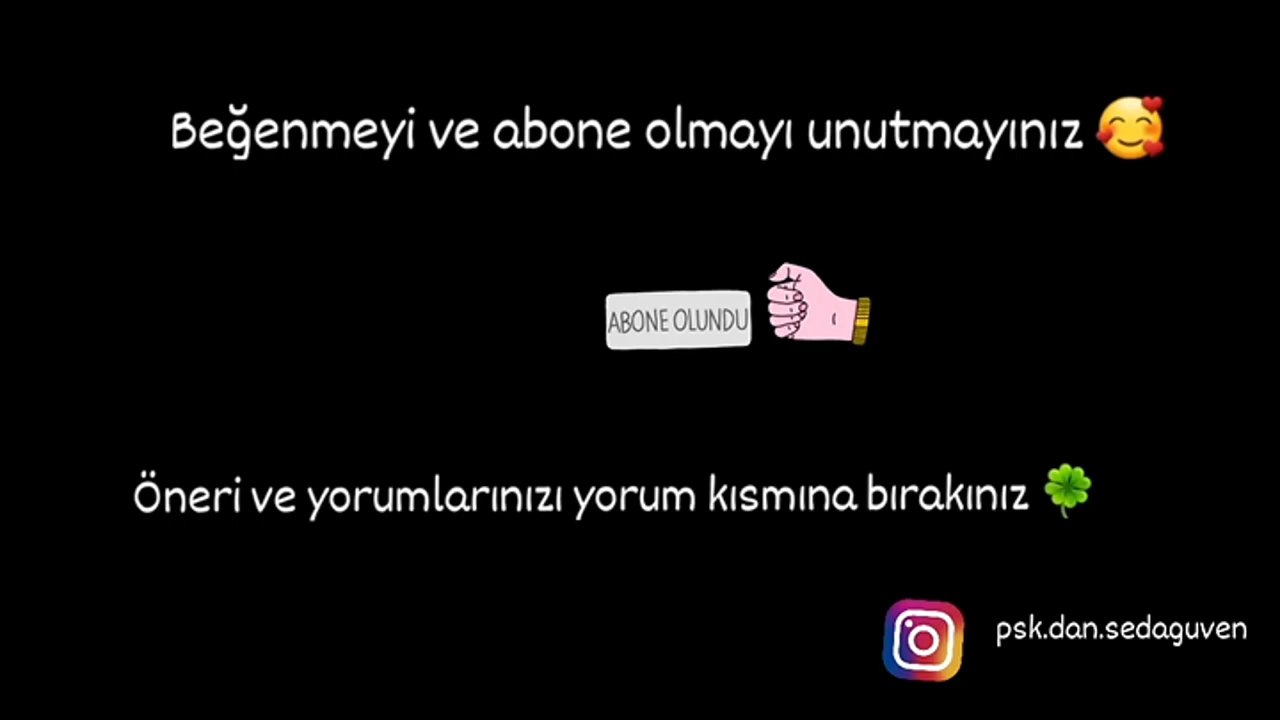 Beğenmeyi ve abone olmayı unutmayınız 🥰
ABONE OLUNDU
Öneri ve yorumlarınızı yorum kısmına bırakınız 🍀
psk.dan.sedaguven